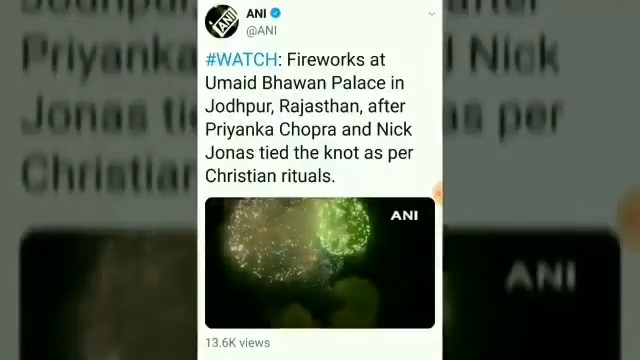 ANI
@ANI
#WATCH: Fireworks at
Umaid Bhawan Palace in
Jodhpur, Rajasthan, after
Priyanka Chopra and Nick
Jonas tied the knot as per
Christian rituals.
ANI
13.6K views